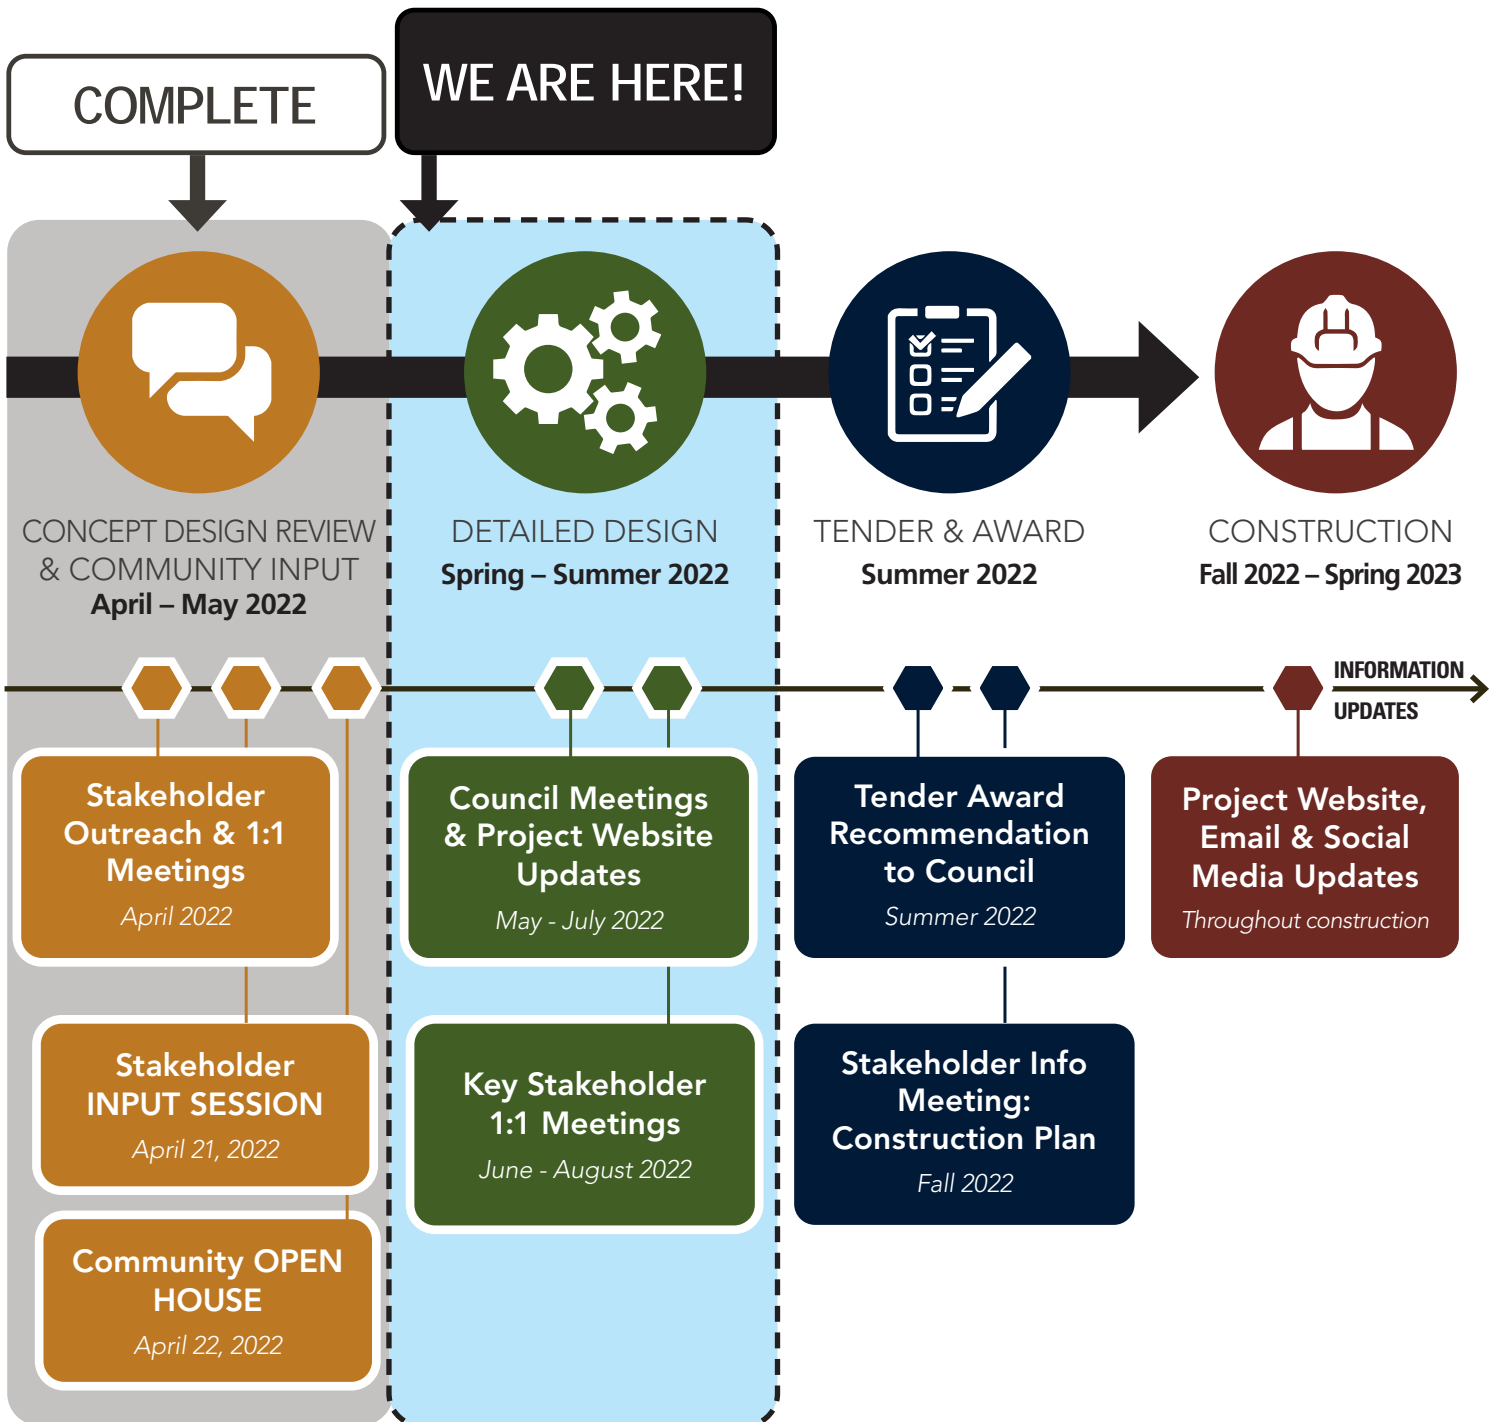 COMPLETE
WE ARE HERE!
CONCEPT DESIGN REVIEW
& COMMUNITY INPUT
April – May 2022
DETAILED DESIGN
Spring – Summer 2022
TENDER & AWARD
Summer 2022
CONSTRUCTION
Fall 2022 – Spring 2023
INFORMATION
UPDATES
Stakeholder
Outreach & 1:1
Meetings
April 2022
Stakeholder
INPUT SESSION
April 21, 2022
Community OPEN
HOUSE
April 22, 2022
Council Meetings
& Project Website
Updates
May - July 2022
Key Stakeholder
1:1 Meetings
June - August 2022
Tender Award
Recommendation
to Council
Summer 2022
Stakeholder Info
Meeting:
Construction Plan
Fall 2022
Project Website,
Email & Social
Media Updates
Throughout construction